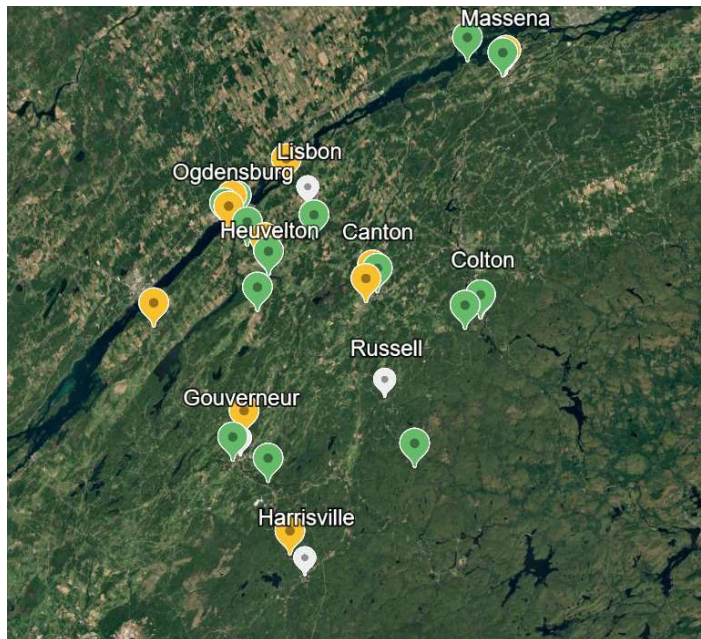 Massena
Lisbon
Ogdensburg
Heuvelton
Canton
Colton
Russell
Gouverneur
Harrisville